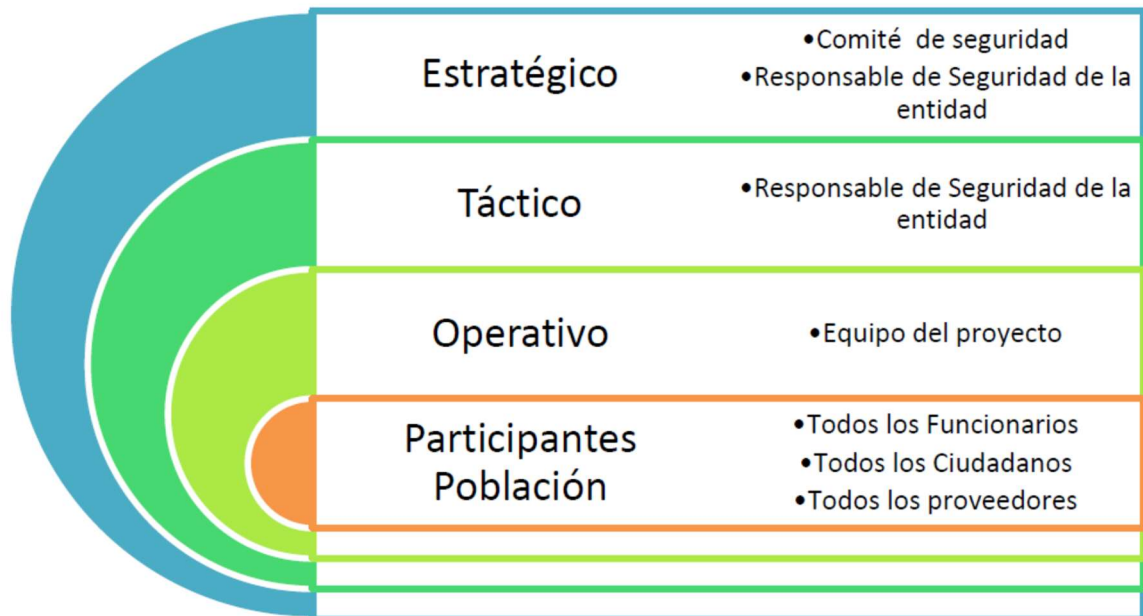 Estratégico
•Comité de seguridad
•Responsable de Seguridad de la
entidad
Táctico
•Responsable de Seguridad de la
entidad
Operativo
•Equipo del proyecto
Participantes
Población
•Todos los Funcionarios
•Todos los Ciudadanos
•Todos los proveedores